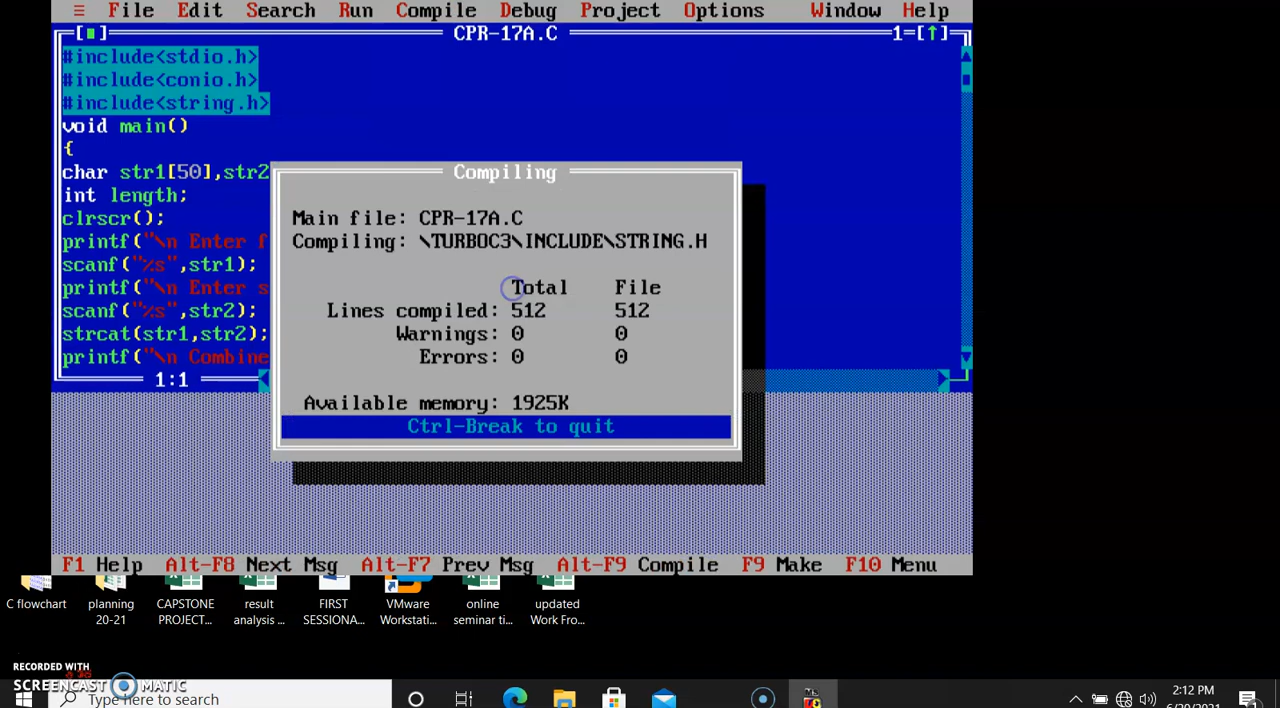 ≡ File Edit Search Run Compile Debug Project Options Window Help
[■] CPR-17A.C 1=[↑]
#include<stdio.h>
#include<conio.h>
#include<string.h>
void main()
{
char str1[50],str2
int length;
clrscr();
printf("\n Enter f
scanf("%s",str1);
printf("\n Enter s
scanf("%s",str2);
strcat(str1,str2);
printf("\n Combine
1:1
Compiling
Main file: CPR-17A.C
Compiling: \TURBOC3\INCLUDE\STRING.H
Total File
Lines compiled: 512 512
Warnings: 0 0
Errors: 0 0
Available memory: 1925K
Ctrl-Break to quit
F1 Help Alt-F8 Next Msg Alt-F7 Prev Msg Alt-F9 Compile F9 Make F10 Menu
C flowchart planning CAPSTONE result FIRST VMware online updated
20-21 PROJECT... analysis ... SESSIONA... Workstati... seminar ti... Work Fro...
RECORDED WITH
SCREENCAST MATIC
Type here to search
2:12 PM